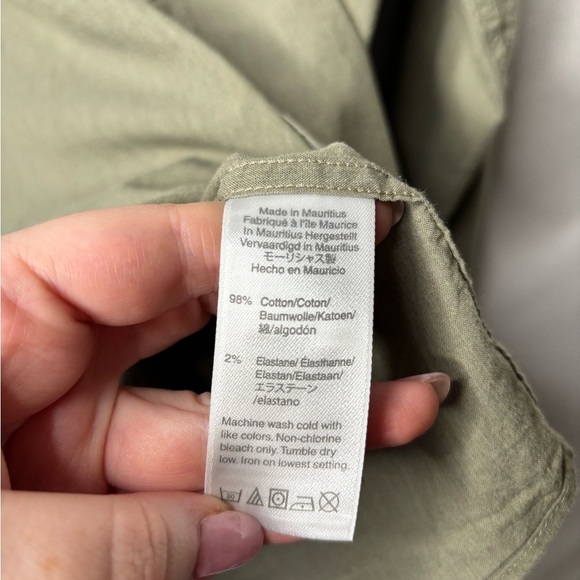 Made in Mauritius
Fabriqué à l'île Maurice
In Mauritius Hergestellt
Vervaardigd in Mauritius
モーリシャス製
Hecho en Mauricio
98% Cotton/Coton/
Baumwolle/Katoen/
綿/algodón
2% Elastane/ Élasthanne/
Elastan/Elastaan/
エラステーン
/elastano
Machine wash cold with
like colors. Non-chlorine
bleach only. Tumble dry
low. Iron on lowest setting.
30